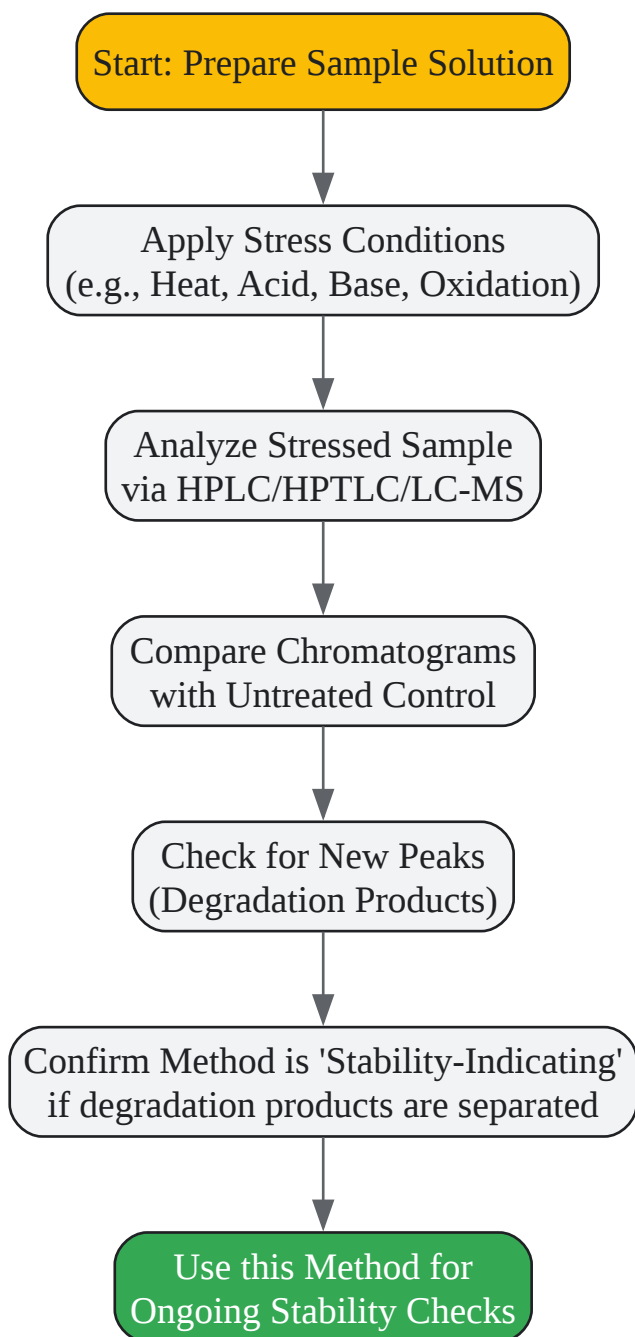 Start: Prepare Sample Solution
Apply Stress Conditions
(e.g., Heat, Acid, Base, Oxidation)
Analyze Stressed Sample
via HPLC/HPTLC/LC-MS
Compare Chromatograms
with Untreated Control
Check for New Peaks
(Degradation Products)
Confirm Method is 'Stability-Indicating'
if degradation products are separated
Use this Method for
Ongoing Stability Checks